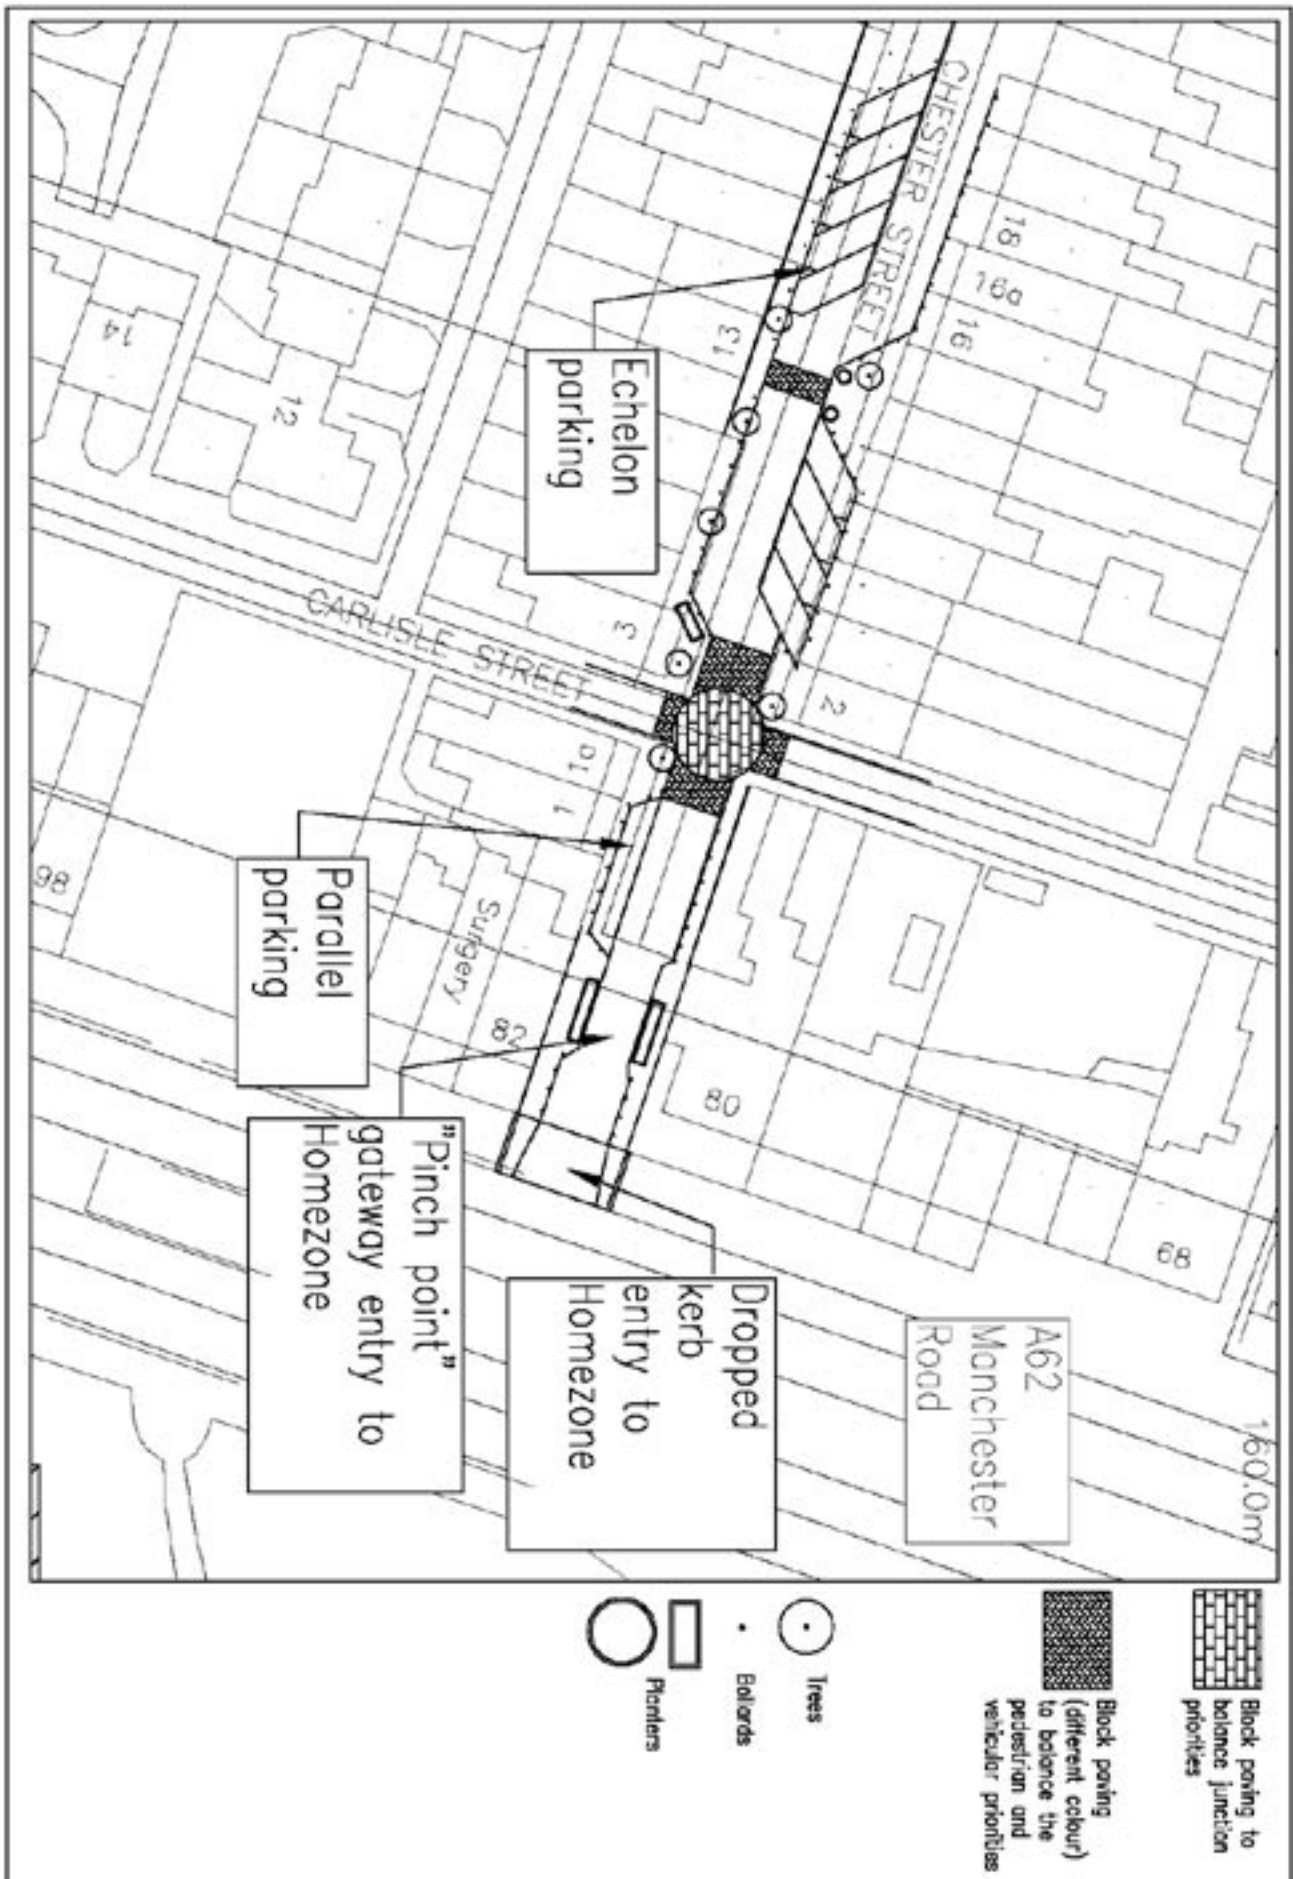 CHESTER STREET
18
16a
16
13
Echelon
parking
14
12
CARLISLE STREET
3
2
1a
1
Surgery
98
82
80
68
Parallel
parking
"Pinch point"
gateway entry to
Homezone
Dropped
kerb
entry to
Homezone
A62
Manchester
Road
160.0m
Block paving to
balance junction
priorities
Block paving
(different colour)
to balance the
pedestrian and
vehicular priorities
Trees
Bollards
Planters